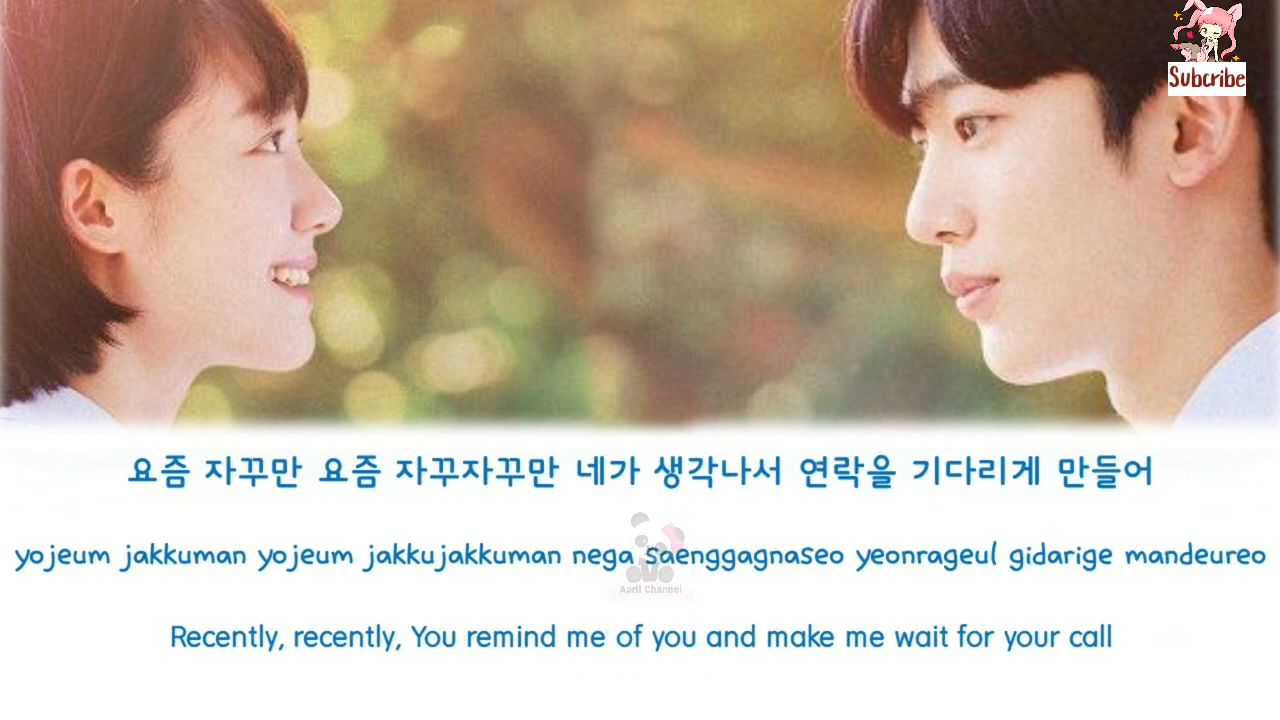 Subcribe
요즘 자꾸만 요즘 자꾸자꾸만 네가 생각나서 연락을 기다리게 만들어
yojeum jakkuman yojeum jakkujakkuman nega saenggagnaseo yeonrageul gidarige mandeureo
April Channel
Recently, recently, You remind me of you and make me wait for your call